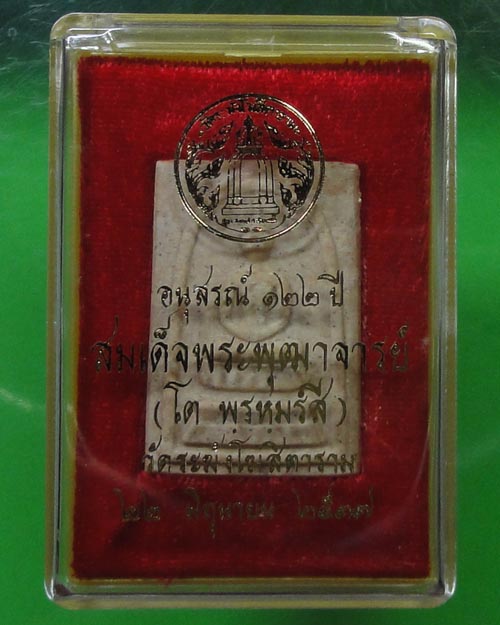 อนุสรณ์ ๑๒๒ ปี
สมเด็จพระพุฒาจารย์
(โต พฺรหฺมรํสี)
วัดระฆังโฆสิตาราม
๒๒ มิถุนายน ๒๕๓๗